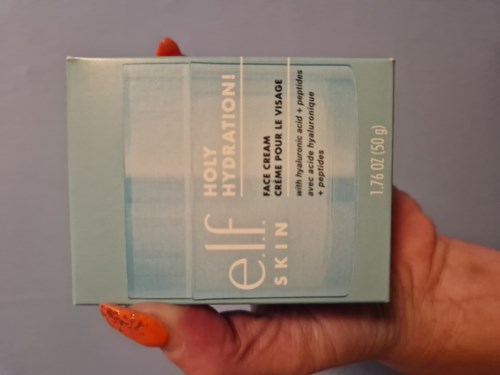 HOLY
HYDRATION!
FACE CREAM
CRÈME POUR LE VISAGE
with hyaluronic acid + peptides
avec acide hyaluronique
+ peptides
e.l.f.
SKIN
1.76 OZ (50 g)